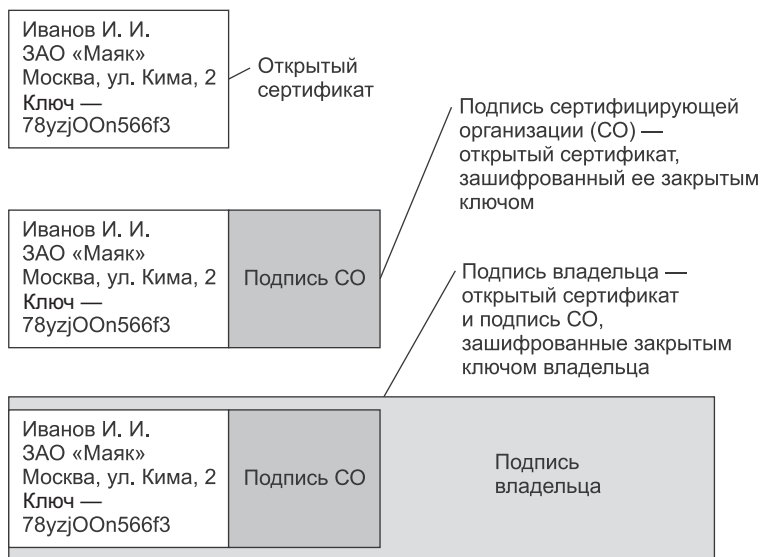 Иванов И. И.
ЗАО «Маяк»
Москва, ул. Кима, 2
Ключ —
78yzjOOn566f3
Открытый
сертификат
Подпись сертифицирующей
организации (СО) —
открытый сертификат,
зашифрованный ее закрытым
ключом
Иванов И. И.
ЗАО «Маяк»
Москва, ул. Кима, 2
Ключ —
78yzjOOn566f3
Подпись СО
Подпись владельца —
открытый сертификат
и подпись СО,
зашифрованные закрытым
ключом владельца
Иванов И. И.
ЗАО «Маяк»
Москва, ул. Кима, 2
Ключ —
78yzjOOn566f3
Подпись СО
Подпись
владельца